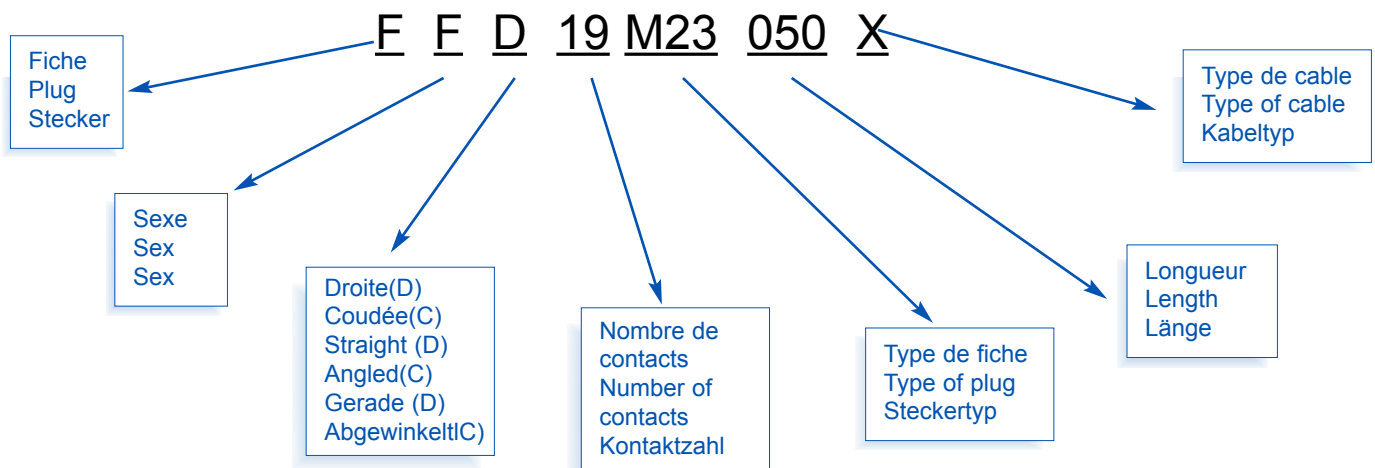 F F D 19 M23 050 X
Fiche
Plug
Stecker
Type de cable
Type of cable
Kabeltyp
Sexe
Sex
Sex
Droite(D)
Coudée(C)
Straight (D)
Angled(C)
Gerade (D)
AbgewinkeltlC)
Nombre de
contacts
Number of
contacts
Kontaktzahl
Type de fiche
Type of plug
Steckertyp
Longueur
Length
Länge